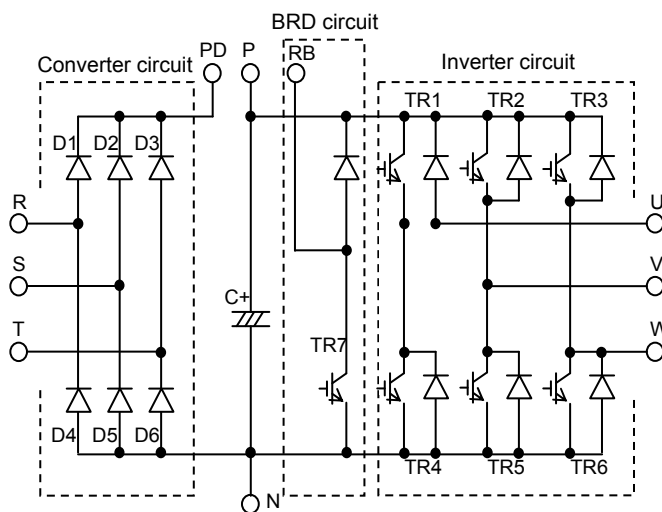 BRD circuit
PD P RB
Converter circuit
Inverter circuit
TR1 TR2 TR3
D1 D2 D3
R
U
S
V
C+
T
W
TR7
D4 D5 D6
TR4 TR5 TR6
N